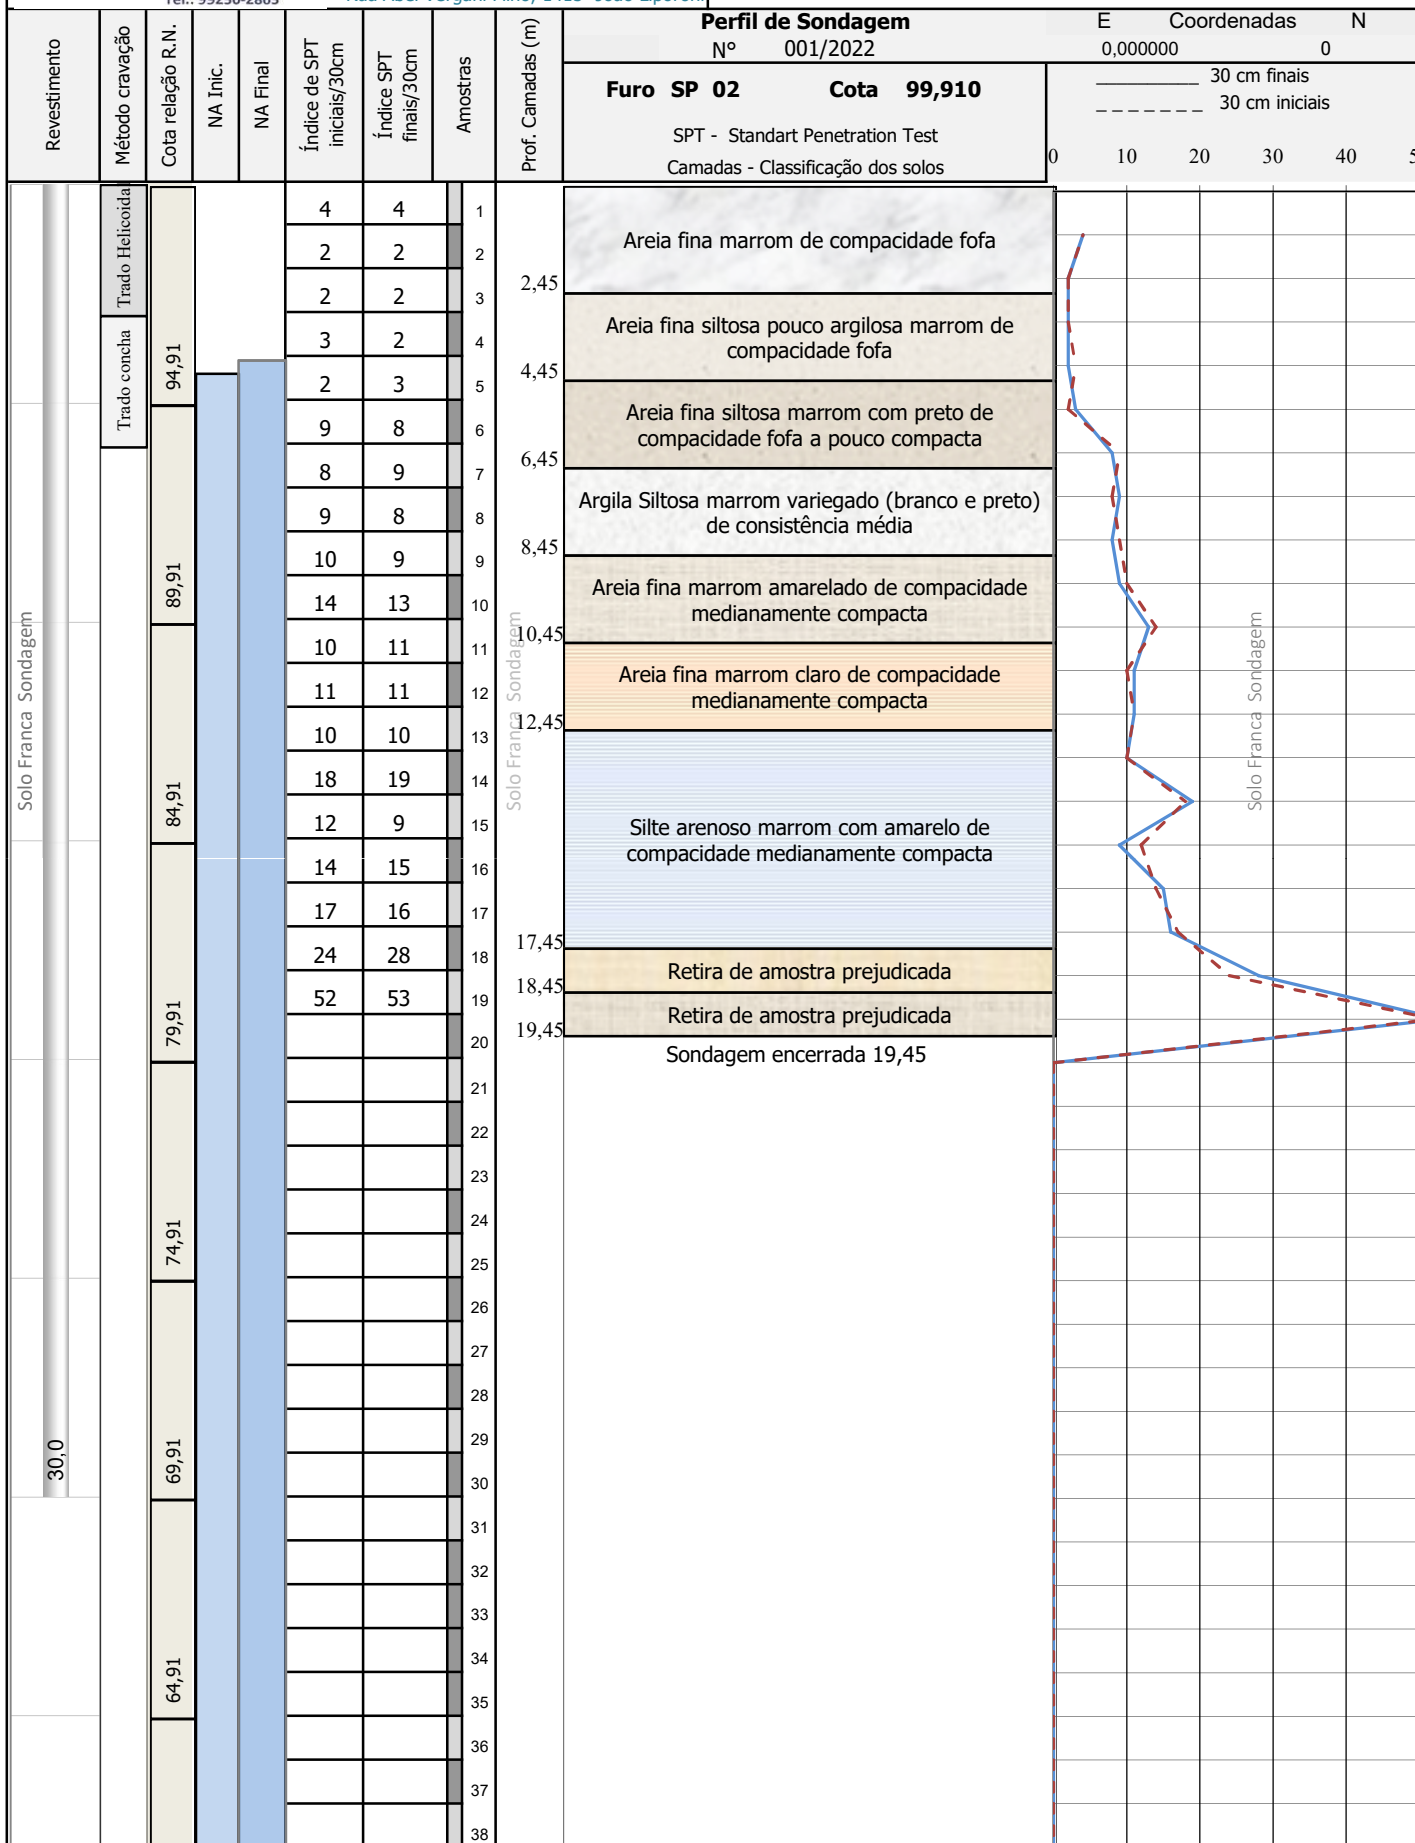 Perfil de Sondagem
Nº 001/2022
E Coordenadas N
0,000000 0
Furo SP 02 Cota 99,910
30 cm finais
30 cm iniciais
SPT - Standart Penetration Test
Camadas - Classificação dos solos
0 10 20 30 40
Revestimento
Método cravação
Cota relação R.N.
NA Inic.
NA Final
Índice de SPT
iniciais/30cm
Índice SPT
finais/30cm
Amostras
Prof. Camadas (m)
Trado Helicoidal
Trado concha
94,91
89,91
84,91
79,91
74,91
69,91
64,91
30,0
Solo Franca Sondagem
4 4 1
2 2 2
2 2 3
3 2 4
2 3 5
9 8 6
8 9 7
9 8 8
10 9 9
14 13 10
10 11 11
11 11 12
10 10 13
18 19 14
12 9 15
14 15 16
17 16 17
24 28 18
52 53 19
20
21
22
23
24
25
26
27
28
29
30
31
32
33
34
35
36
37
38
Solo Franca Sondagem
Areia fina marrom de compacidade fofa
2,45
Areia fina siltosa pouco argilosa marrom de
compacidade fofa
4,45
Areia fina siltosa marrom com preto de
compacidade fofa a pouco compacta
6,45
Argila Siltosa marrom variegado (branco e preto)
de consistência média
8,45
Areia fina marrom amarelado de compacidade
medianamente compacta
10,45
Areia fina marrom claro de compacidade
medianamente compacta
12,45
Silte arenoso marrom com amarelo de
compacidade medianamente compacta
17,45
Retira de amostra prejudicada
18,45
Retira de amostra prejudicada
19,45
Sondagem encerrada 19,45
Solo Franca Sondagem